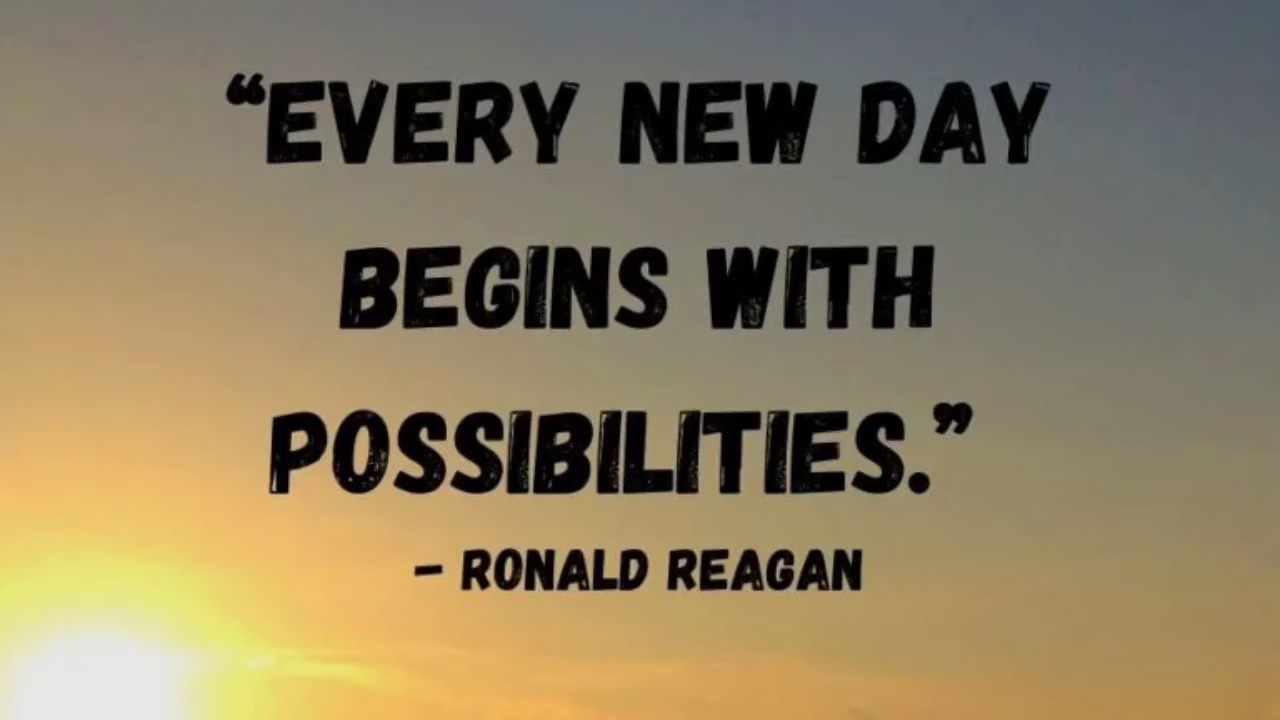 “EVERY NEW DAY
BEGINS WITH
POSSIBILITIES.”
– RONALD REAGAN